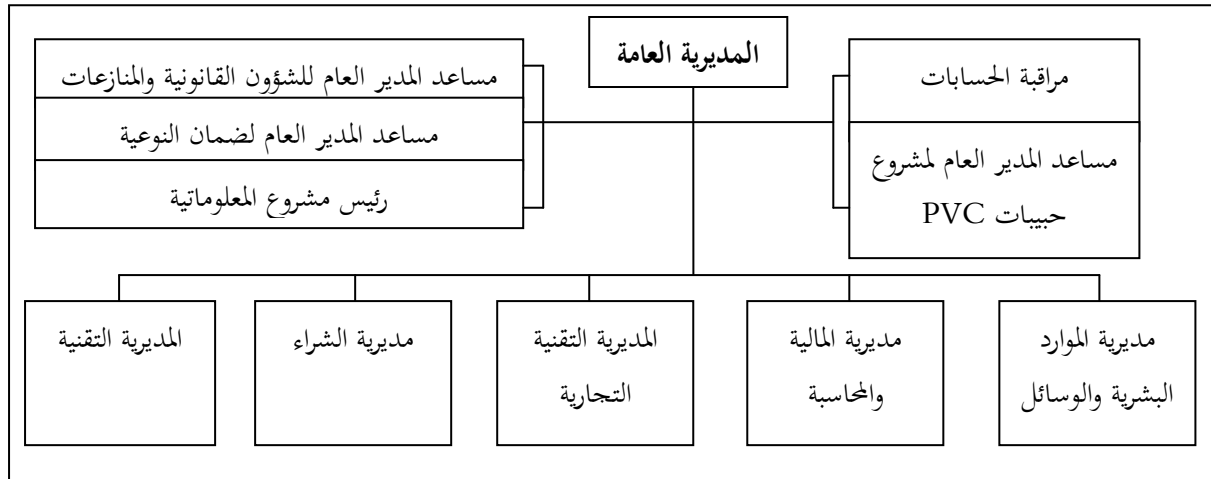 المديرية العامة
مراقبة الحسابات
مساعد المدير العام لمشروع
حبيبات PVC
مساعد المدير العام للشؤون القانونية والمنازعات
مساعد المدير العام لضمان النوعية
رئيس مشروع المعلوماتية
مديرية الموارد
البشرية والوسائل
مديرية المالية
والمحاسبة
المديرية التقنية
التجارية
مديرية الشراء
المديرية التقنية